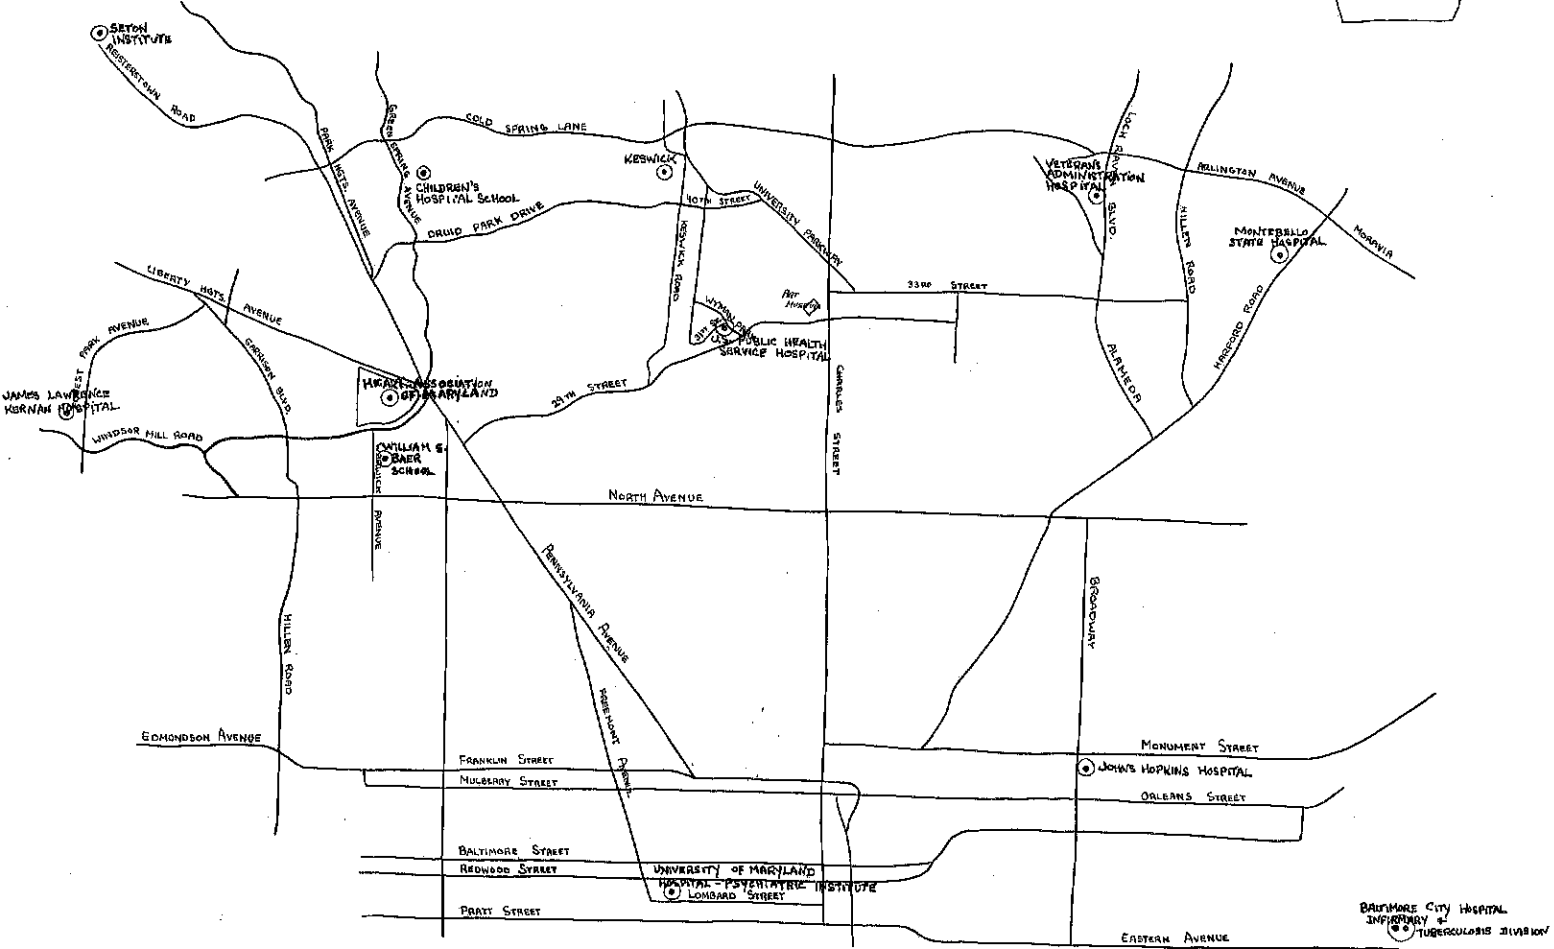 SETON
INSTITUTE
REISTERSTOWN ROAD
PARK HGTS. AVENUE
GREEN SPRING AVENUE
COLD SPRING LANE
KESWICK
CHILDREN'S
HOSPITAL SCHOOL
DRUID PARK DRIVE
40TH STREET
UNIVERSITY PARKWAY
KESWICK ROAD
LOCH RAVEN BLVD.
VETERANS
ADMINISTRATION
HOSPITAL
ARLINGTON AVENUE
HILLEN ROAD
MONTEBELLO
STATE HOSPITAL
MORAVIA
HARFORD ROAD
LIBERTY HGTS. AVENUE
PARK AVENUE
GARRISON BLVD.
33RD STREET
ART
MUSEUM
WYMAN PARK
U.S. PUBLIC HEALTH
SERVICE HOSPITAL
ALAMEDA
JAMES LAWRENCE
KERNAN HOSPITAL
HEART ASSOCIATION
OF MARYLAND
29TH STREET
CHARLES STREET
WINDSOR MILL ROAD
WILLIAM S.
BAER
SCHOOL
AVENUE
NORTH AVENUE
PENNSYLVANIA AVENUE
BROADWAY
HILLEN ROAD
AVENUE
EDMONDSON AVENUE
FRANKLIN STREET
MULBERRY STREET
MONUMENT STREET
JOHNS HOPKINS HOSPITAL
ORLEANS STREET
BALTIMORE STREET
REDWOOD STREET
UNIVERSITY OF MARYLAND
HOSPITAL - PSYCHIATRIC INSTITUTE
LOMBARD STREET
PRATT STREET
EASTERN AVENUE
BALTIMORE CITY HOSPITAL
INFIRMARY +
TUBERCULOSIS DIVISION